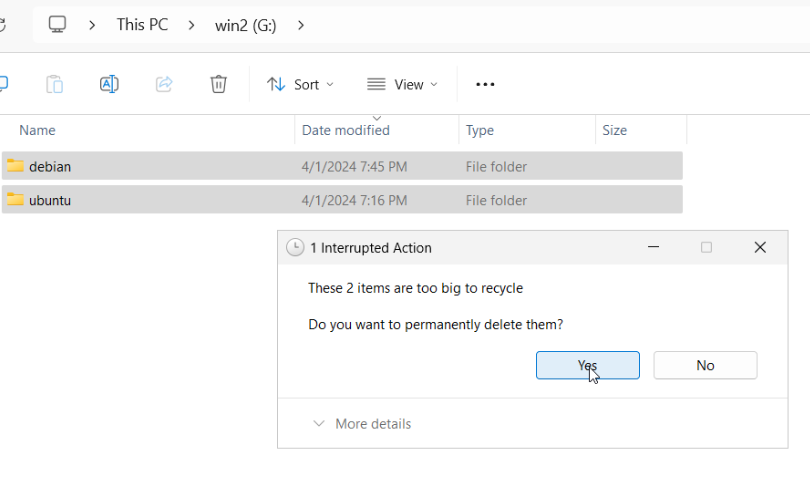 This PC
win2 (G:)
Sort
View
Name Date modified Type Size
debian 4/1/2024 7:45 PM File folder
ubuntu 4/1/2024 7:16 PM File folder
1 Interrupted Action
These 2 items are too big to recycle
Do you want to permanently delete them?
Yes No
More details